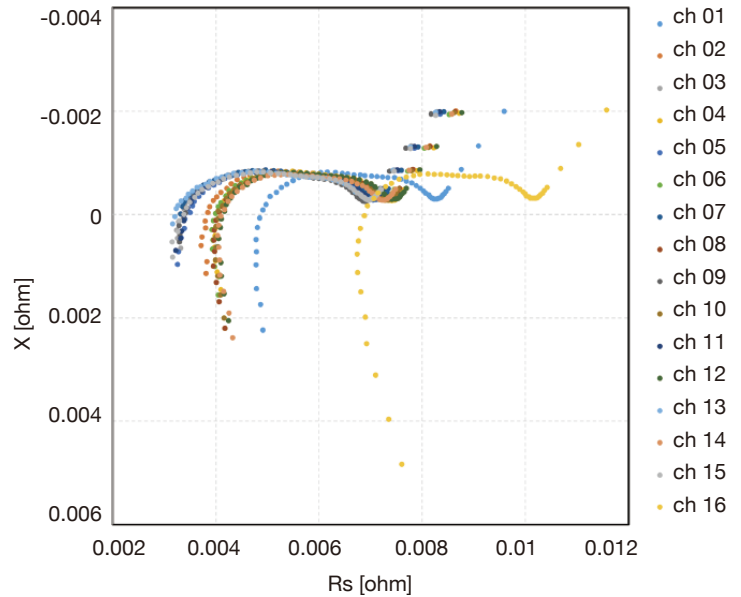 -0.004
-0.002
0
0.002
0.004
0.006
X [ohm]
0.002
0.004
0.006
0.008
0.01
0.012
Rs [ohm]
ch 01
ch 02
ch 03
ch 04
ch 05
ch 06
ch 07
ch 08
ch 09
ch 10
ch 11
ch 12
ch 13
ch 14
ch 15
ch 16